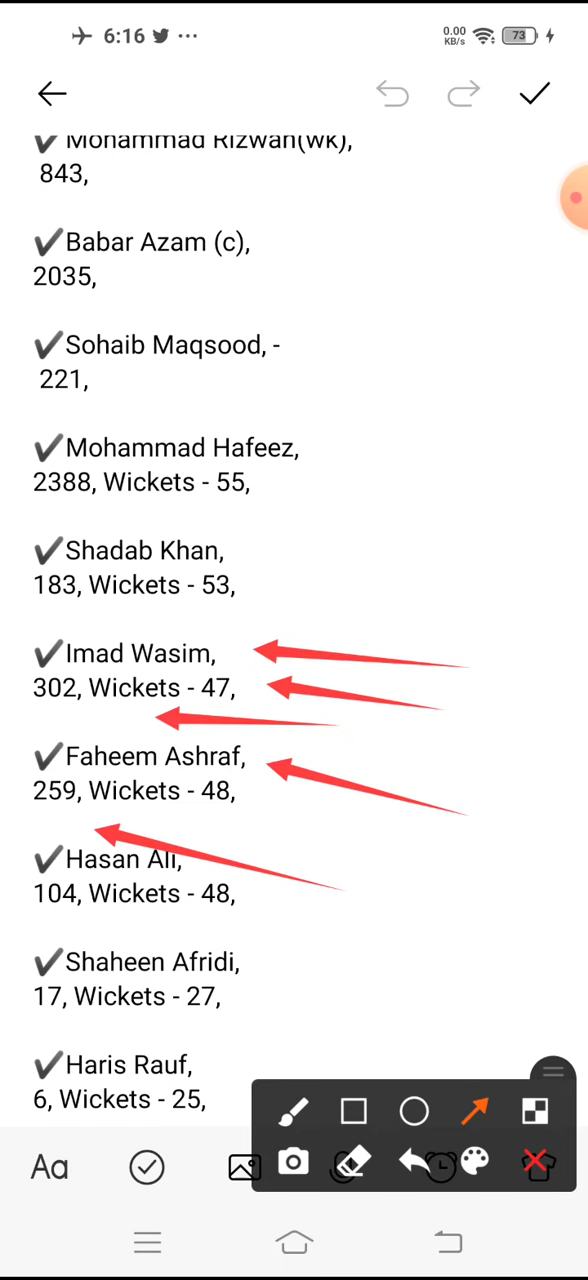 6:16 ...
0.00
KB/s
73
✔Mohammad Rizwan(wk),
843,
✔Babar Azam (c),
2035,
✔Sohaib Maqsood, -
221,
✔Mohammad Hafeez,
2388, Wickets - 55,
✔Shadab Khan,
183, Wickets - 53,
✔Imad Wasim,
302, Wickets - 47,
✔Faheem Ashraf,
259, Wickets - 48,
✔Hasan Ali,
104, Wickets - 48,
✔Shaheen Afridi,
17, Wickets - 27,
✔Haris Rauf,
6, Wickets - 25,
Aa